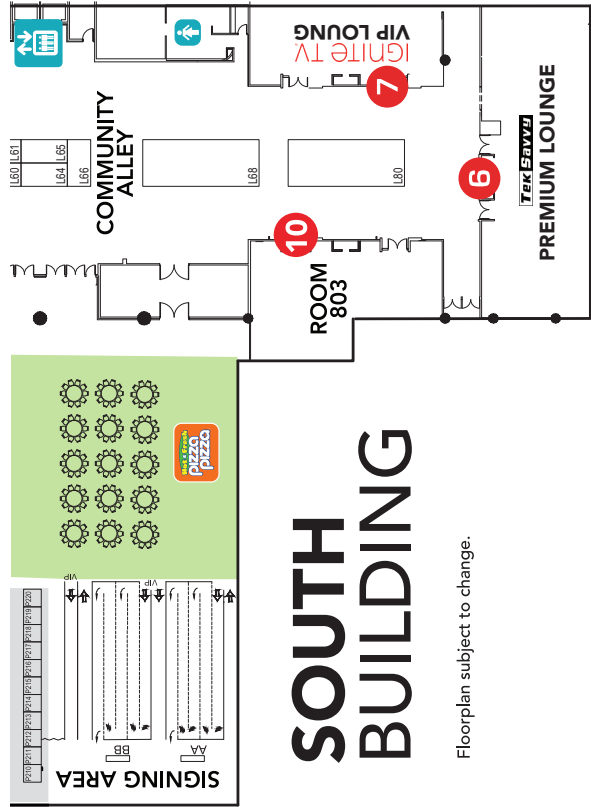 IGNITE TV.
VIP LOUNG
7
COMMUNITY
ALLEY
L60
L61
L64
L65
L66
L68
L80
6
TekSavvy
PREMIUM LOUNGE
10
ROOM
803
Hot & Fresh
pizza
pizza
VIP
VIP
P210
P211
P212
P213
P214
P215
P216
P217
P218
P219
P220
BB
AA
SIGNING AREA
SOUTH
BUILDING
Floorplan subject to change.